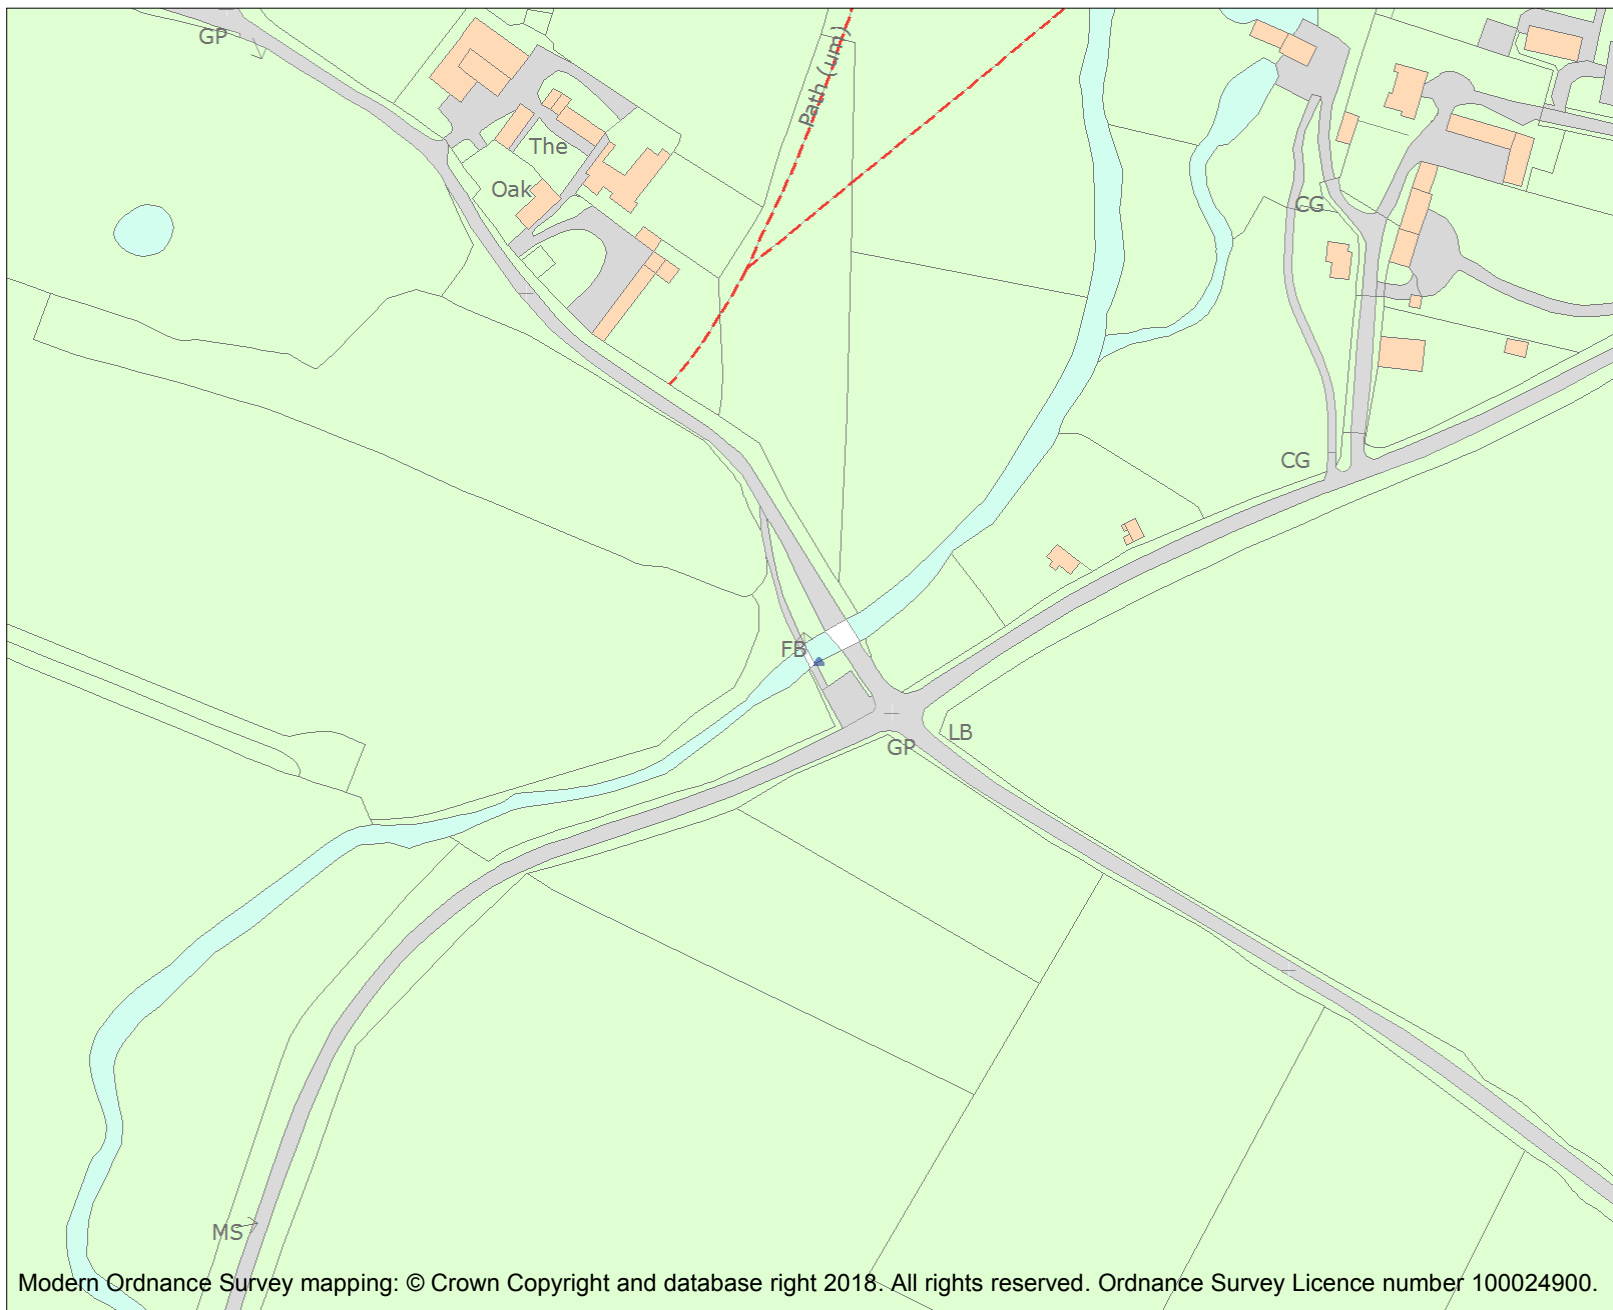 GP
Path (um)
The
Oak
CG
CG
FB
LB
GP
MS
Modern Ordnance Survey mapping: © Crown Copyright and database right 2018. All rights reserved. Ordnance Survey Licence number 100024900.